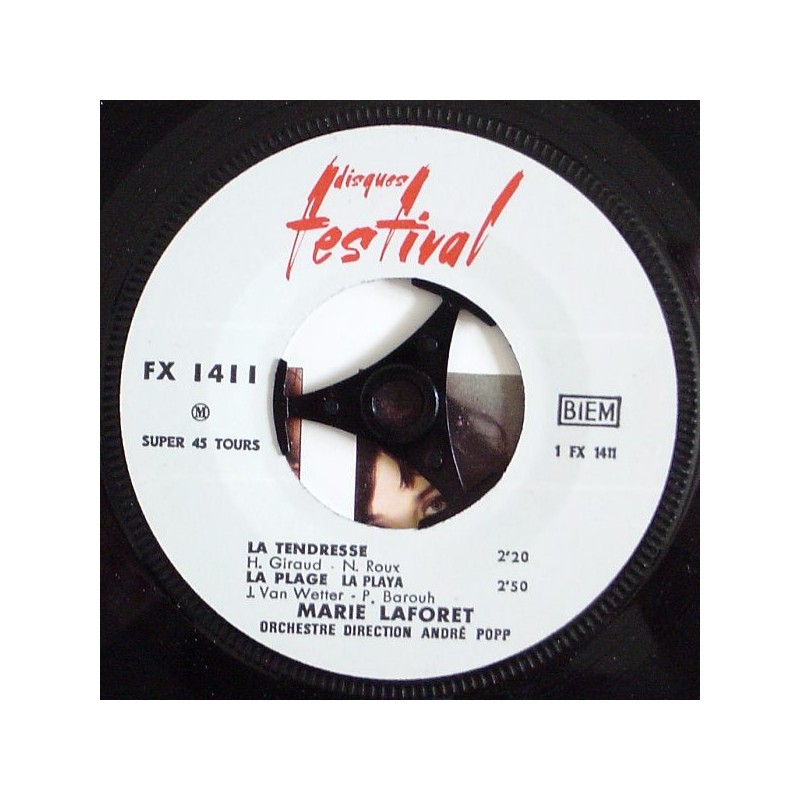 disques
festival
FX 1411
M
SUPER 45 TOURS
BIEM
1 FX 1411
LA TENDRESSE 2'20
H. Giraud - N. Roux
LA PLAGE LA PLAYA 2'50
J. Van Wetter - P. Barouh
MARIE LAFORET
ORCHESTRE DIRECTION ANDRÉ POPP